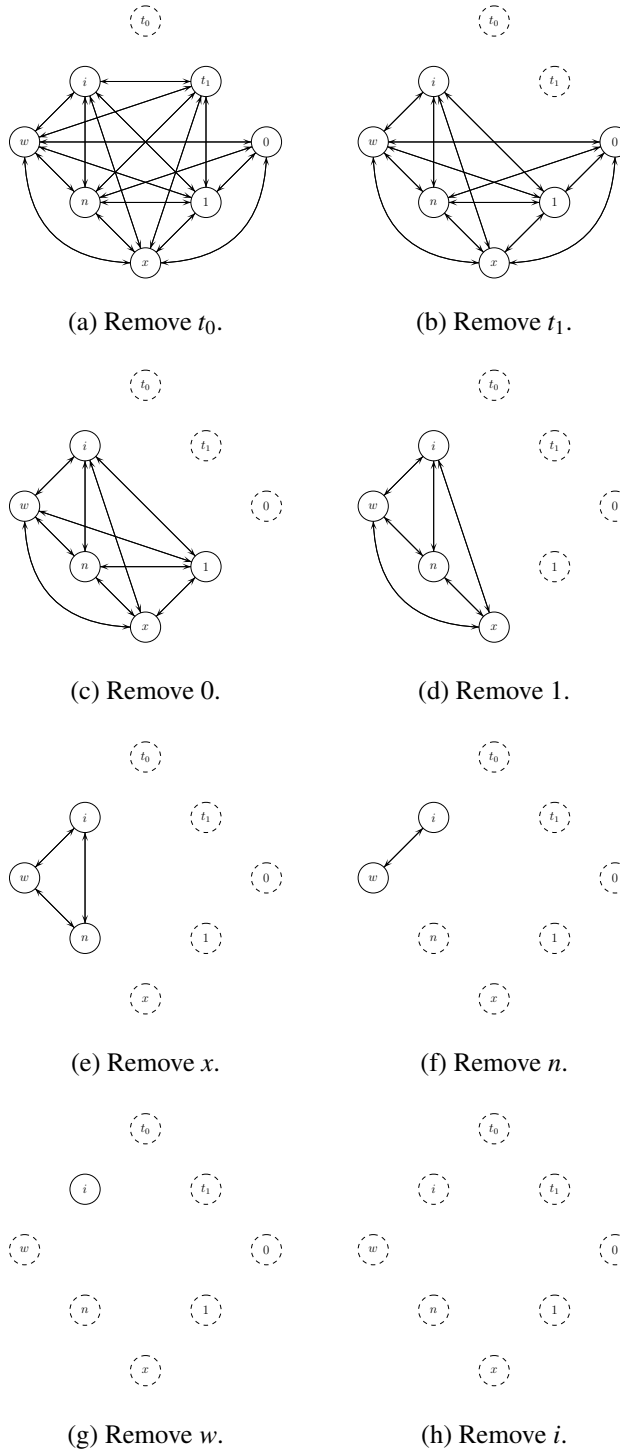 t₀ t₀
i t₁ i t₁
w 0 w 0
n 1 n 1
x x
(a) Remove t₀. (b) Remove t₁.
t₀ t₀
i t₁ i t₁
w 0 w 0
n 1 n 1
x x
(c) Remove 0. (d) Remove 1.
t₀ t₀
i t₁ i t₁
w 0 w 0
n 1 n 1
x x
(e) Remove x. (f) Remove n.
t₀ t₀
i t₁ i t₁
w 0 w 0
n 1 n 1
x x
(g) Remove w. (h) Remove i.